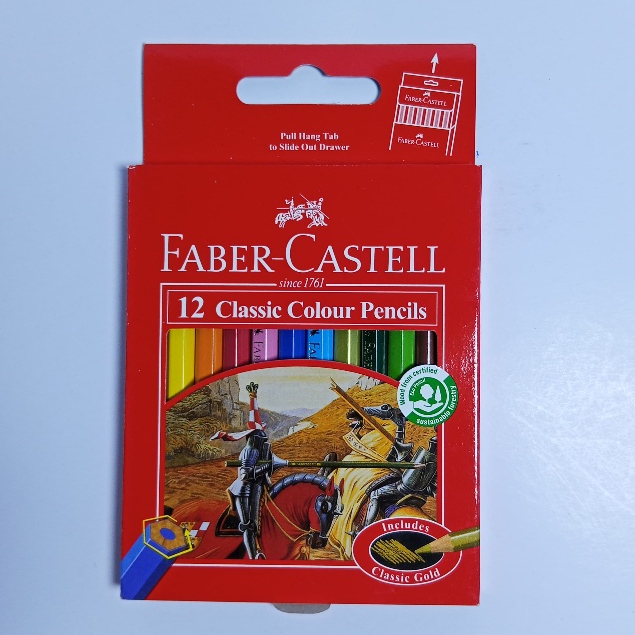 Pull Hang Tab
to Slide Out Drawer
FABER-CASTELL
FABER-CASTELL
FABER-CASTELL
since 1761
12 Classic Colour Pencils
Wood from certified
sustainable forestry
Includes
Classic Gold